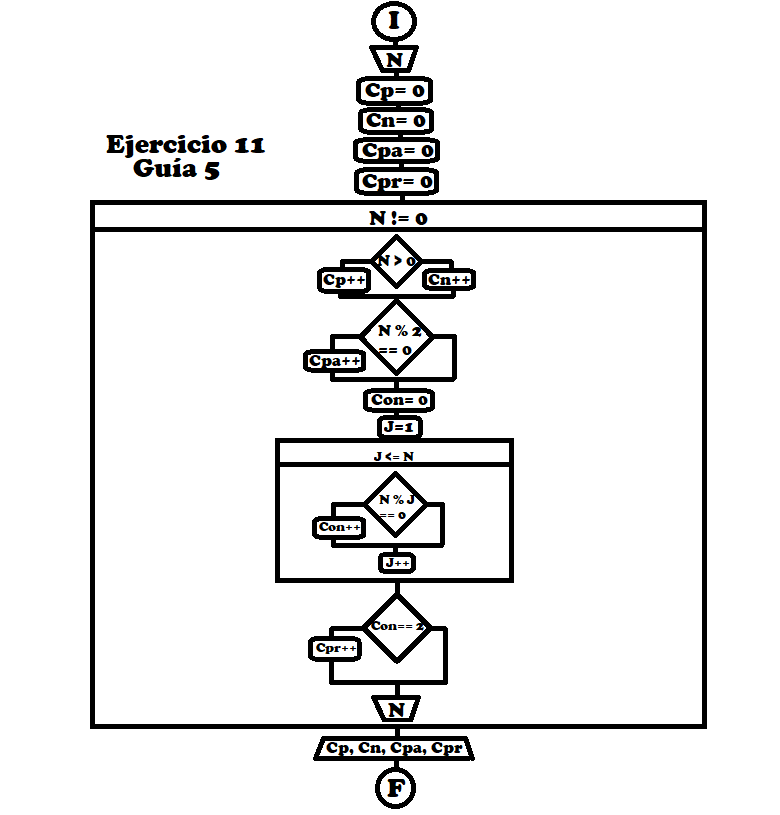 I
N
Cp= 0
Cn= 0
Ejercicio 11
Guía 5
Cpa= 0
Cpr= 0
N != 0
N > 0
Cp++
Cn++
N % 2
== 0
Cpa++
Con= 0
J=1
J <= N
N % J
== 0
Con++
J++
Con== 2
Cpr++
N
Cp, Cn, Cpa, Cpr
F